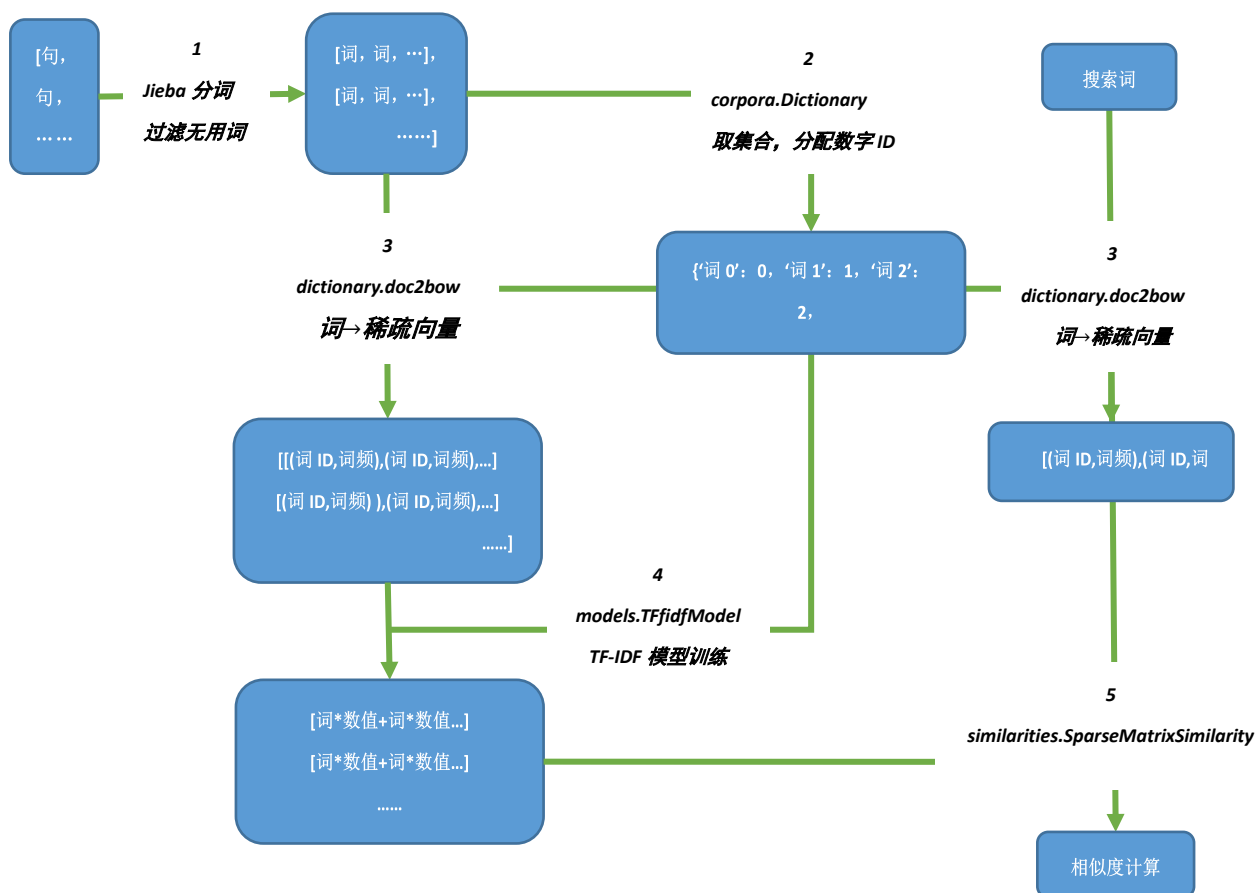 [句，
句，
……
1
Jieba 分词
过滤无用词
[词，词，…]，
[词，词，…]，
……]
2
corpora.Dictionary
取集合，分配数字 ID
搜索词
3
dictionary.doc2bow
词→稀疏向量
{‘词 0’：0，‘词 1’：1，‘词 2’：
2，
3
dictionary.doc2bow
词→稀疏向量
[[(词 ID,词频),(词 ID,词频),…]
[(词 ID,词频) ),(词 ID,词频),…]
……]
[(词 ID,词频),(词 ID,词
4
models.TFfidfModel
TF-IDF 模型训练
[词*数值+词*数值…]
[词*数值+词*数值…]
……
5
similarities.SparseMatrixSimilarity
相似度计算